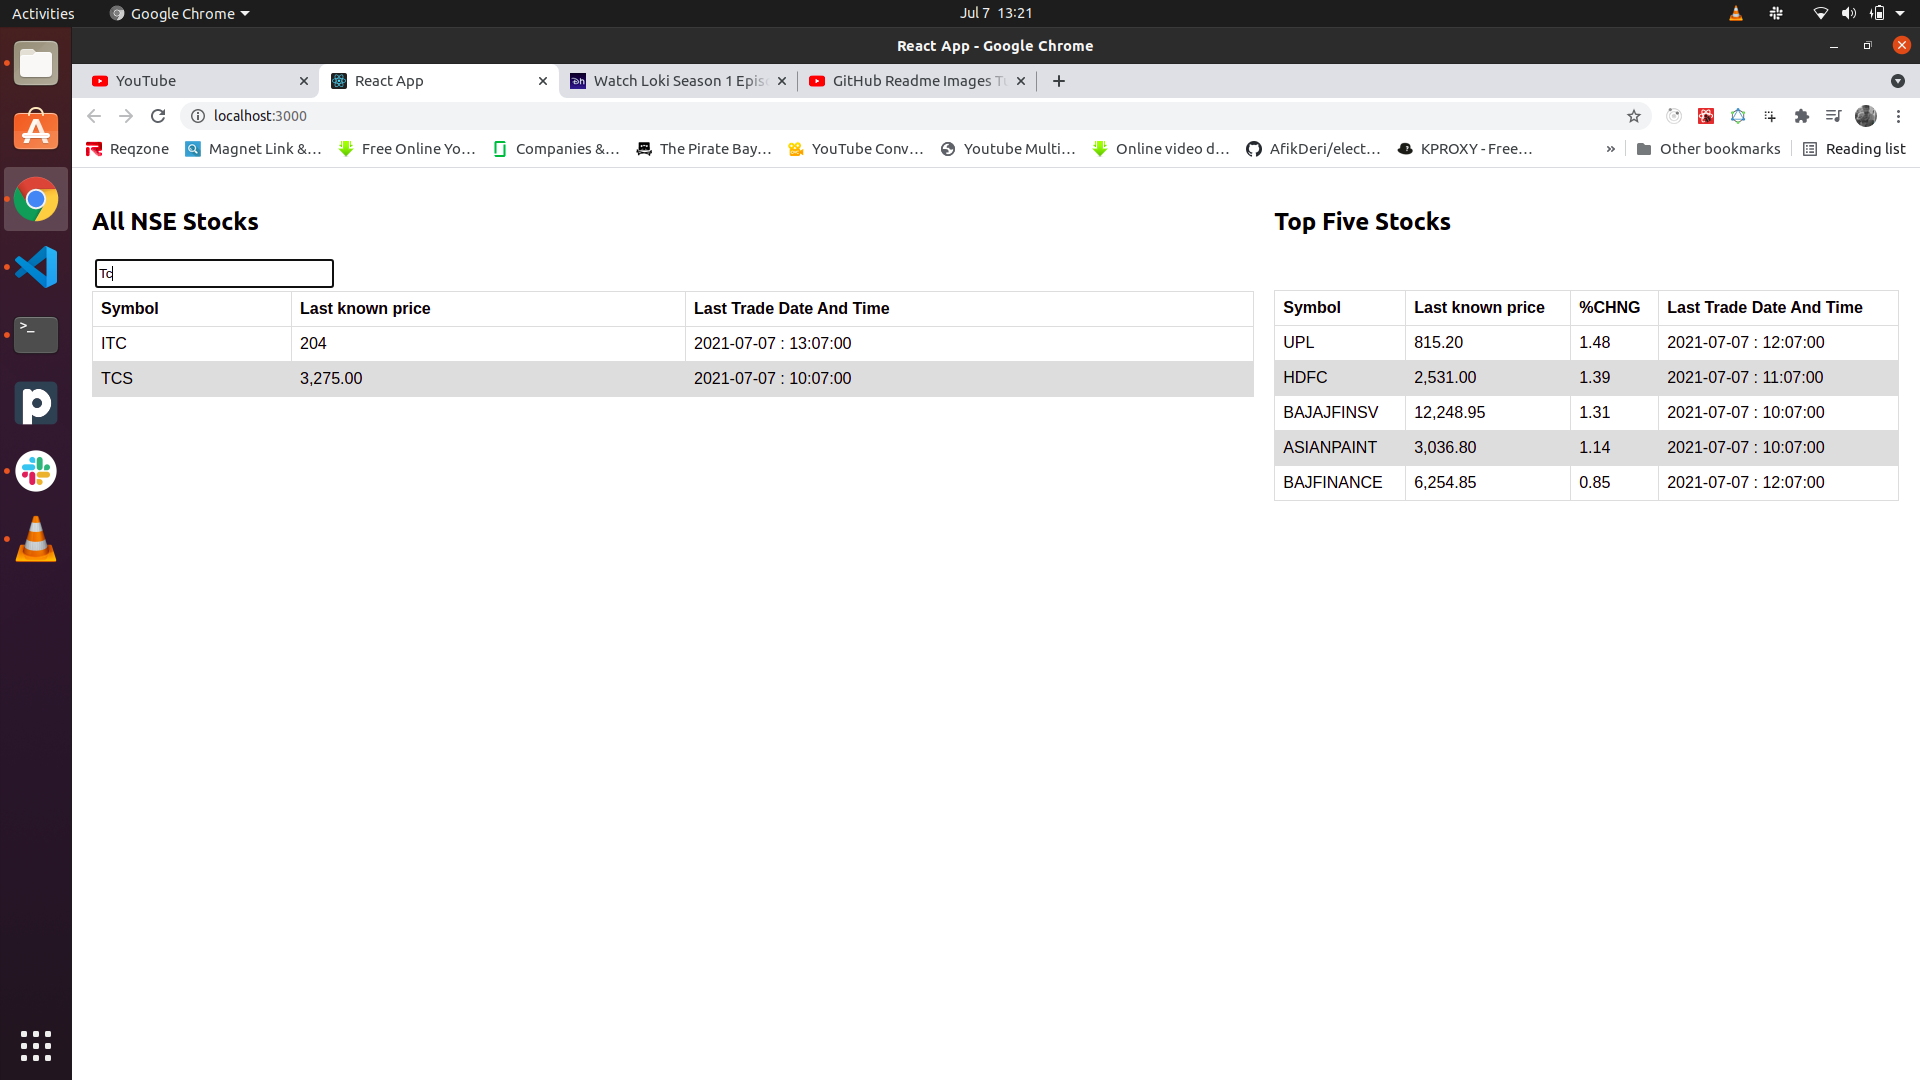 Activities
Google Chrome
Jul 7 13:21
React App - Google Chrome
YouTube
React App
Watch Loki Season 1 Epis
GitHub Readme Images T
localhost:3000
Reqzone
Magnet Link &...
Free Online Yo...
Companies &...
The Pirate Bay...
YouTube Conv...
Youtube Multi...
Online video d...
AfikDeri/elect...
KPROXY - Free...
»
Other bookmarks
Reading list
All NSE Stocks
Tc
Symbol Last known price Last Trade Date And Time
ITC 204 2021-07-07 : 13:07:00
TCS 3,275.00 2021-07-07 : 10:07:00
Top Five Stocks
Symbol Last known price %CHNG Last Trade Date And Time
UPL 815.20 1.48 2021-07-07 : 12:07:00
HDFC 2,531.00 1.39 2021-07-07 : 11:07:00
BAJAJFINSV 12,248.95 1.31 2021-07-07 : 10:07:00
ASIANPAINT 3,036.80 1.14 2021-07-07 : 10:07:00
BAJFINANCE 6,254.85 0.85 2021-07-07 : 12:07:00